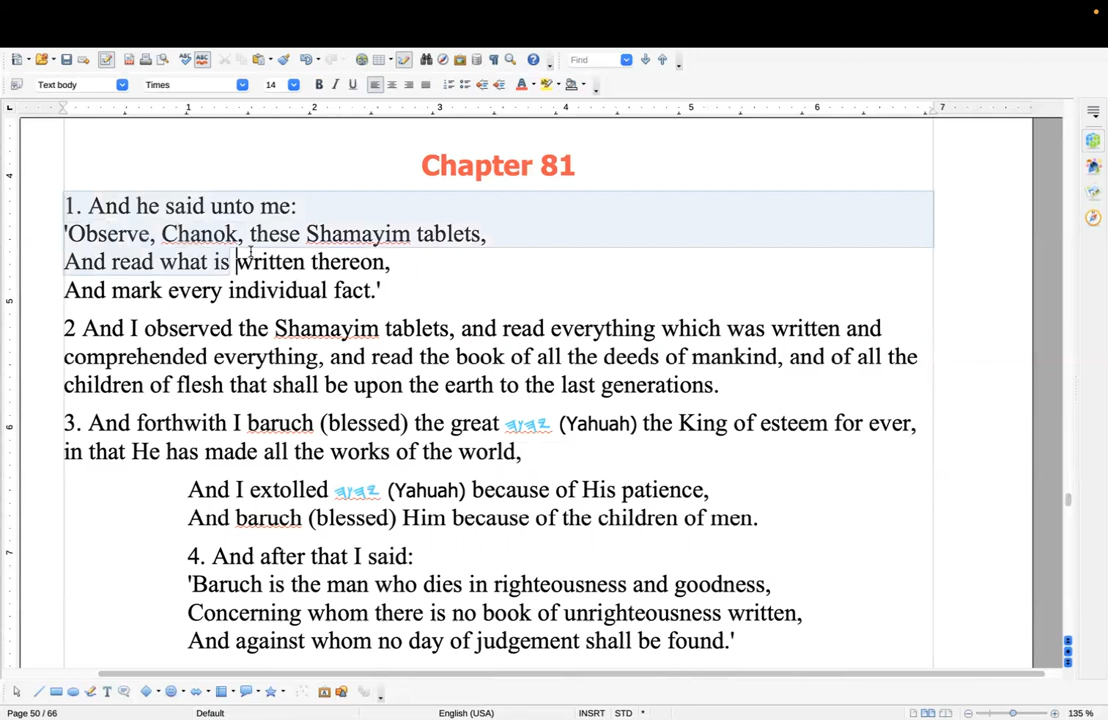 Text body
Times
14
B I U
Find
1 2 3 4 5 6 7
Chapter 81
1. And he said unto me:
'Observe, Chanok, these Shamayim tablets,
And read what is written thereon,
And mark every individual fact.'
2 And I observed the Shamayim tablets, and read everything which was written and
comprehended everything, and read the book of all the deeds of mankind, and of all the
children of flesh that shall be upon the earth to the last generations.
3. And forthwith I baruch (blessed) the great (Yahuah) the King of esteem for ever,
in that He has made all the works of the world,
And I extolled (Yahuah) because of His patience,
And baruch (blessed) Him because of the children of men.
4. And after that I said:
'Baruch is the man who dies in righteousness and goodness,
Concerning whom there is no book of unrighteousness written,
And against whom no day of judgement shall be found.'
Page 50 / 66
Default
English (USA)
INSRT
STD
*
135 %